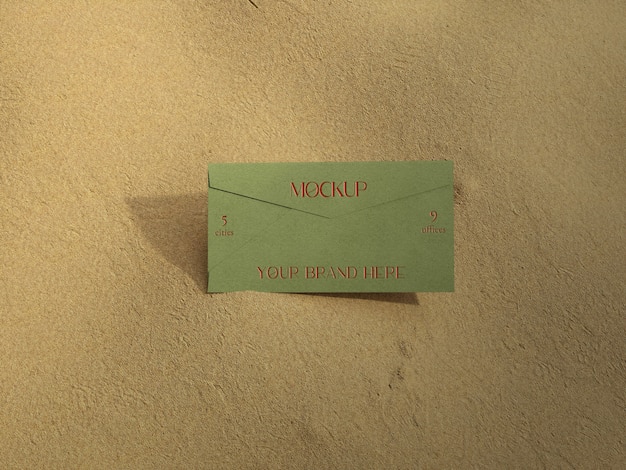 MOCKUP
5
cities
9
offices
YOUR BRAND HERE